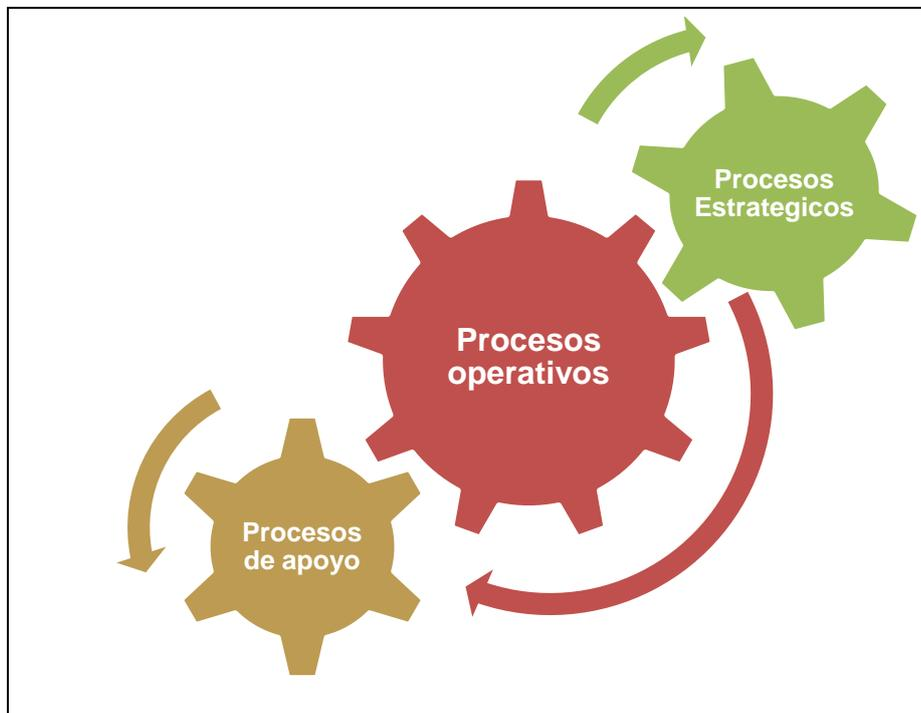 Procesos
Estrategicos
Procesos
operativos
Procesos
de apoyo